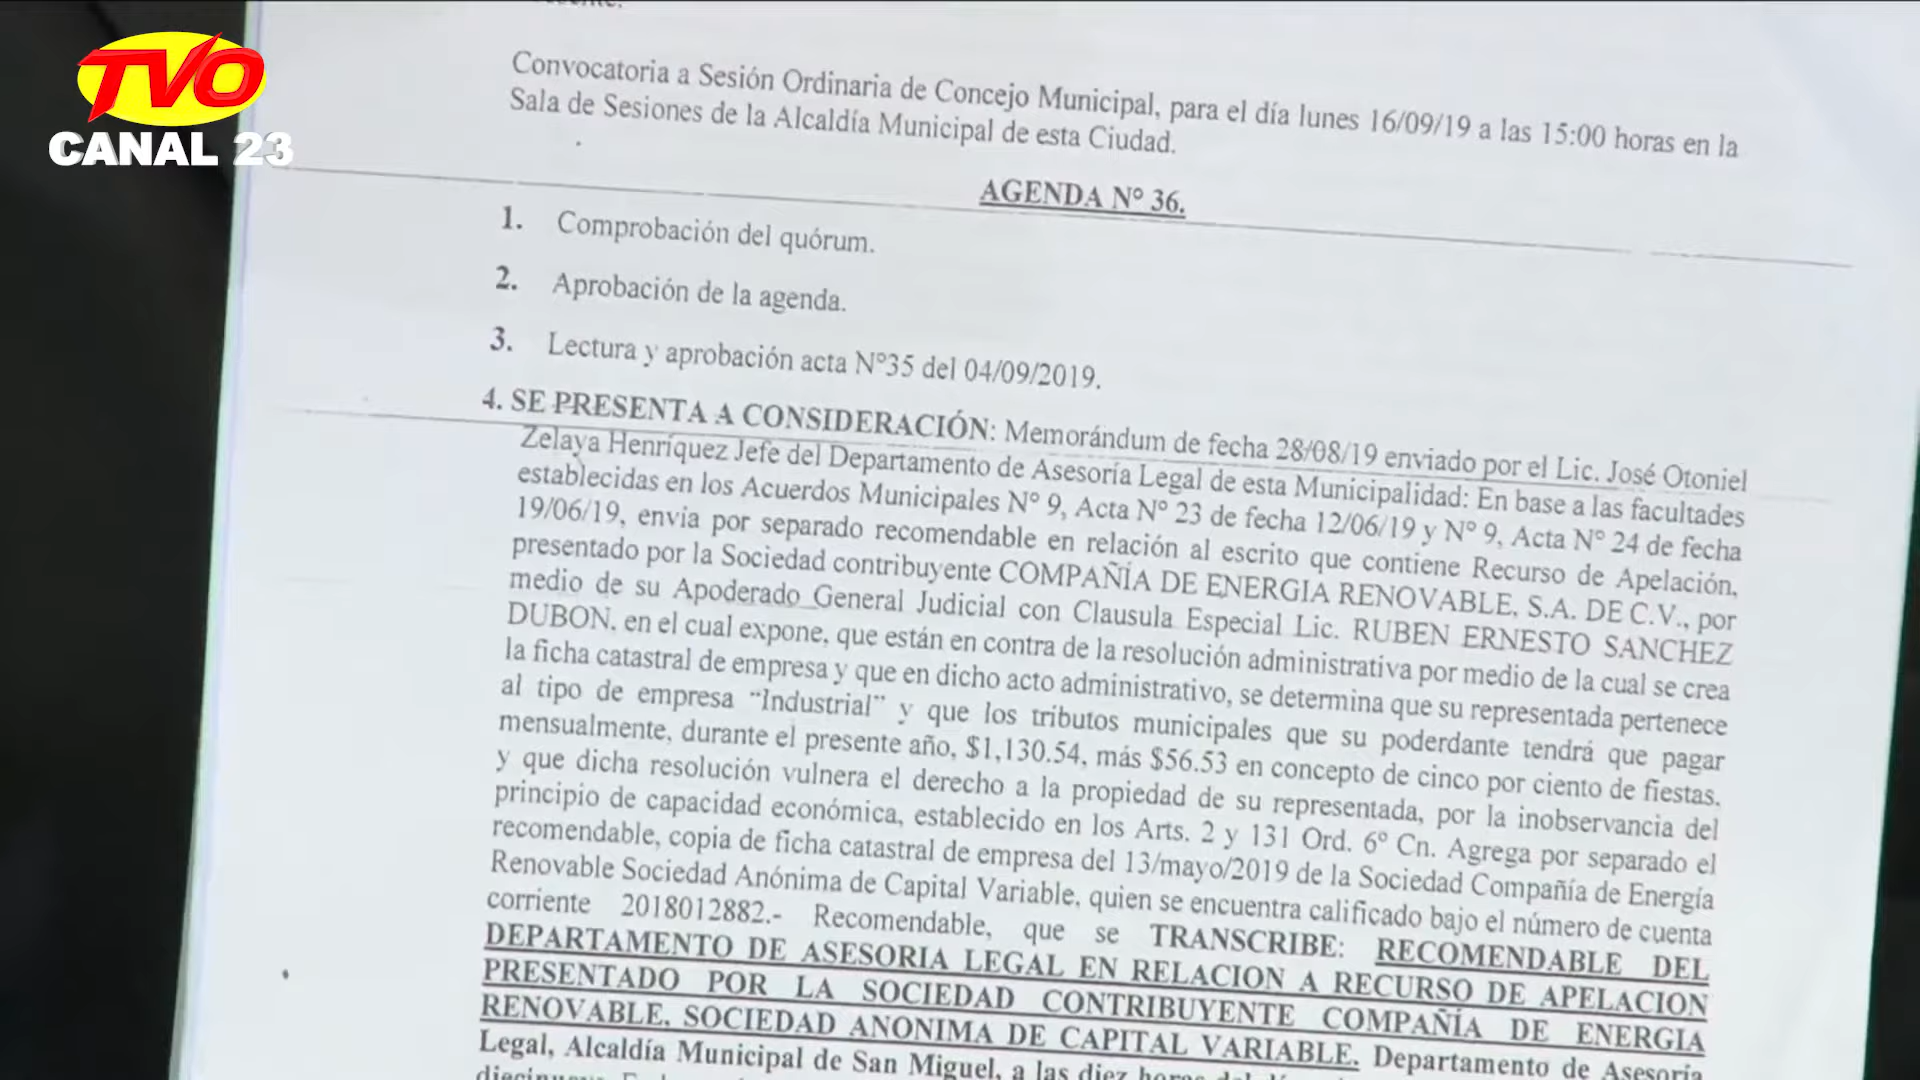 TVO
CANAL 23
Convocatoria a Sesión Ordinaria de Concejo Municipal, para el día lunes 16/09/19 a las 15:00 horas en la
Sala de Sesiones de la Alcaldía Municipal de esta Ciudad.
AGENDA N° 36.
1. Comprobación del quórum.
2. Aprobación de la agenda.
3. Lectura y aprobación acta N°35 del 04/09/2019.
4. SE PRESENTA A CONSIDERACIÓN: Memorándum de fecha 28/08/19 enviado por el Lic. José Otoniel
Zelaya Henríquez Jefe del Departamento de Asesoría Legal de esta Municipalidad: En base a las facultades
establecidas en los Acuerdos Municipales N° 9, Acta N° 23 de fecha 12/06/19 y N° 9, Acta N° 24 de fecha
19/06/19, envía por separado recomendable en relación al escrito que contiene Recurso de Apelación,
presentado por la Sociedad contribuyente COMPAÑÍA DE ENERGIA RENOVABLE, S.A. DE C.V., por
medio de su Apoderado General Judicial con Clausula Especial Lic. RUBEN ERNESTO SANCHEZ
DUBON, en el cual expone, que están en contra de la resolución administrativa por medio de la cual se crea
la ficha catastral de empresa y que en dicho acto administrativo, se determina que su representada pertenece
al tipo de empresa "Industrial" y que los tributos municipales que su poderdante tendrá que pagar
mensualmente, durante el presente año, $1,130.54, más $56.53 en concepto de cinco por ciento de fiestas,
y que dicha resolución vulnera el derecho a la propiedad de su representada, por la inobservancia del
principio de capacidad económica, establecido en los Arts. 2 y 131 Ord. 6° Cn. Agrega por separado el
recomendable, copia de ficha catastral de empresa del 13/mayo/2019 de la Sociedad Compañía de Energía
Renovable Sociedad Anónima de Capital Variable, quien se encuentra calificado bajo el número de cuenta
corriente 2018012882.- Recomendable, que se TRANSCRIBE: RECOMENDABLE DEL
DEPARTAMENTO DE ASESORIA LEGAL EN RELACION A RECURSO DE APELACION
PRESENTADO POR LA SOCIEDAD CONTRIBUYENTE COMPAÑÍA DE ENERGIA
RENOVABLE, SOCIEDAD ANONIMA DE CAPITAL VARIABLE. Departamento de Asesoría
Legal, Alcaldía Municipal de San Miguel, a las diez horas